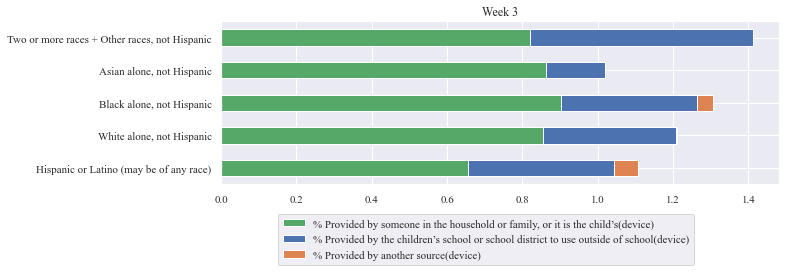 Week 3
Two or more races + Other races, not Hispanic
Asian alone, not Hispanic
Black alone, not Hispanic
White alone, not Hispanic
Hispanic or Latino (may be of any race)
0.0 0.2 0.4 0.6 0.8 1.0 1.2 1.4
% Provided by someone in the household or family, or it is the child’s(device)
% Provided by the children’s school or school district to use outside of school(device)
% Provided by another source(device)